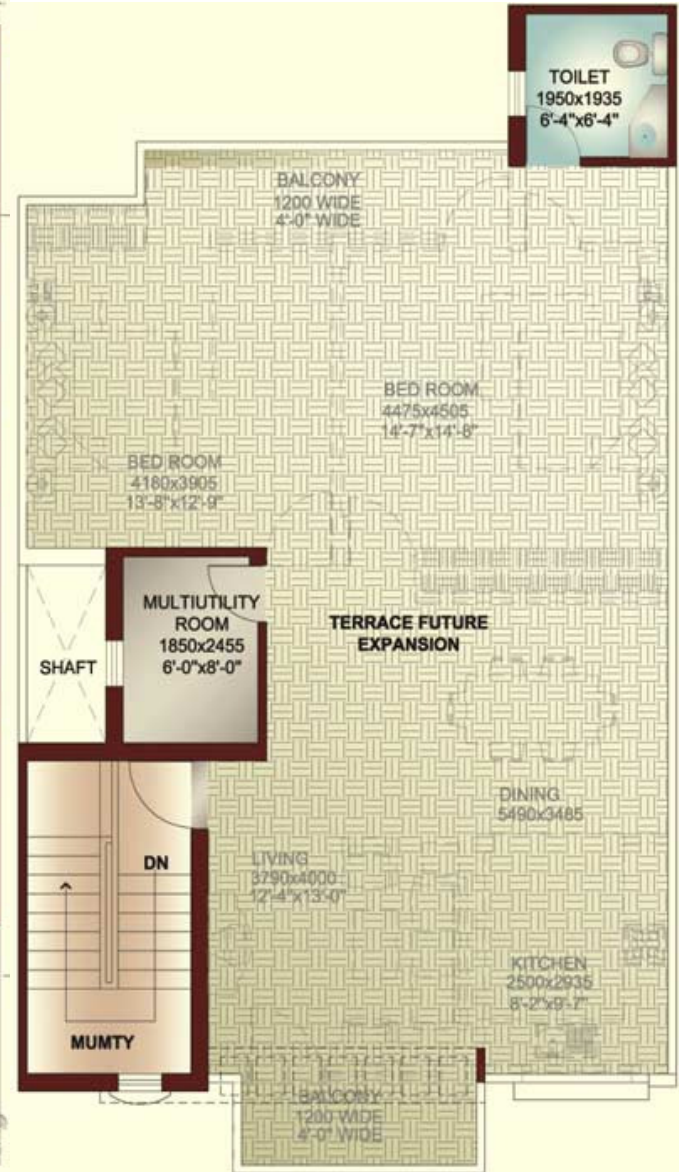 TOILET
1950x1935
6'-4"x6'-4"
BALCONY
1200 WIDE
4'-0" WIDE
BED ROOM
4475x4505
14'-7"x14'-8"
BED ROOM
4180x3905
13'-8"x12'-9"
MULTIUTILITY
ROOM
1850x2455
6'-0"x8'-0"
TERRACE FUTURE
EXPANSION
SHAFT
DINING
5490x3485
DN
LIVING
3790x4000
12'-4"x13'-0"
KITCHEN
2500x2935
8'-2"x9'-7"
MUMTY
BALCONY
1200 WIDE
4'-0" WIDE